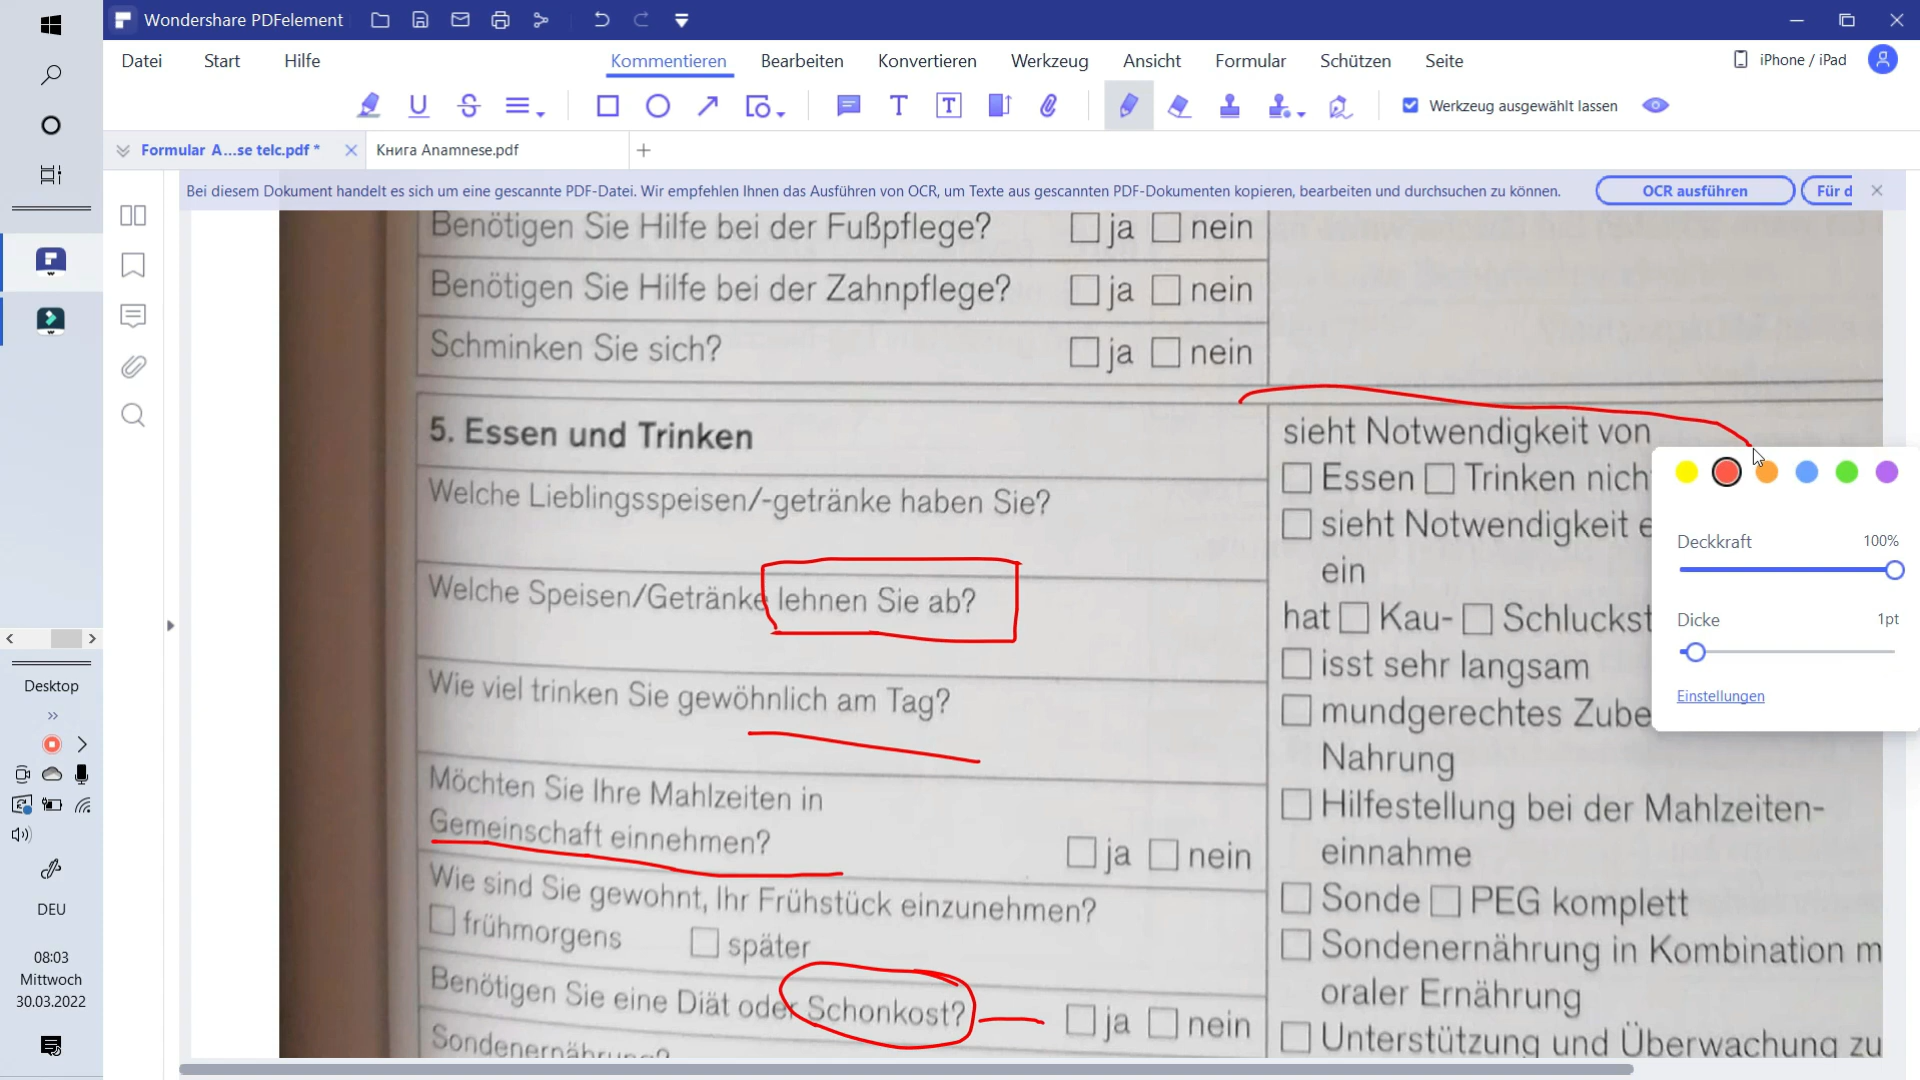 Wondershare PDFelement
Datei Start Hilfe Kommentieren Bearbeiten Konvertieren Werkzeug Ansicht Formular Schützen Seite iPhone / iPad
Werkzeug ausgewählt lassen
Formular A...se telc.pdf * Книга Anamnese.pdf
Bei diesem Dokument handelt es sich um eine gescannte PDF-Datei. Wir empfehlen Ihnen das Ausführen von OCR, um Texte aus gescannten PDF-Dokumenten kopieren, bearbeiten und durchsuchen zu können. OCR ausführen Für d
Benötigen Sie Hilfe bei der Fußpflege? ja nein
Benötigen Sie Hilfe bei der Zahnpflege? ja nein
Schminken Sie sich? ja nein
5. Essen und Trinken
Welche Lieblingsspeisen/-getränke haben Sie?
Welche Speisen/Getränke lehnen Sie ab?
Wie viel trinken Sie gewöhnlich am Tag?
Möchten Sie Ihre Mahlzeiten in
Gemeinschaft einnehmen? ja nein
Wie sind Sie gewohnt, Ihr Frühstück einzunehmen?
frühmorgens später
Benötigen Sie eine Diät oder Schonkost? ja nein
Sondenernährung?
sieht Notwendigkeit von
Essen Trinken nich
sieht Notwendigkeit e
ein
hat Kau- Schluckst
isst sehr langsam
mundgerechtes Zube
Nahrung
Hilfestellung bei der Mahlzeiten-
einnahme
Sonde PEG komplett
Sondenernährung in Kombination m
oraler Ernährung
Unterstützung und Überwachung zu
Deckkraft 100%
Dicke 1pt
Einstellungen
Desktop
DEU
08:03
Mittwoch
30.03.2022